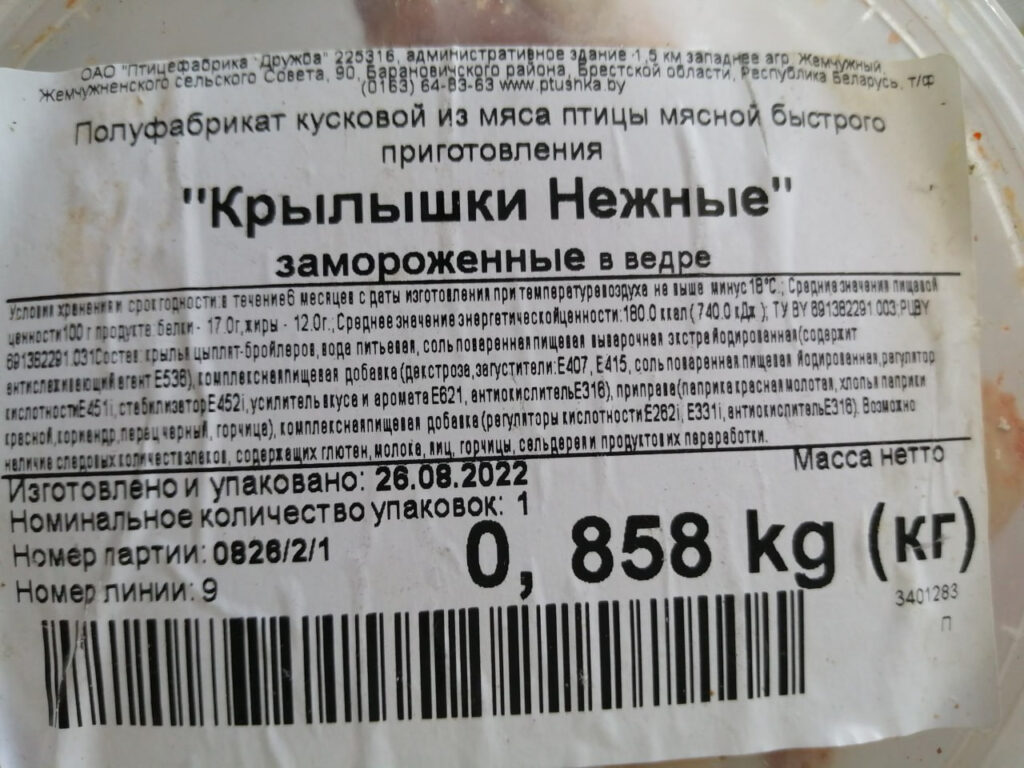 ОАО "Птицефабрика "Дружба" 225316, административное здание 1,5 км западнее агр. Жемчужный,
Жемчужненского сельского Совета, 90, Барановичского района, Брестской области, Республика Беларусь, т/ф
(0163) 64-83-63 www.ptushka.by
Полуфабрикат кусковой из мяса птицы мясной быстрого
приготовления
"Крылышки Нежные"
замороженные в ведре
Условия хранения и срок годности: в течение 6 месяцев с даты изготовления при температуре воздуха не выше минус 18°C.; Средние значения пищевой
ценности 100 г продукта: белки - 17.0г, жиры - 12.0г.; Среднее значение энергетической ценности: 180.0 ккал ( 740.0 кДж ); ТУ BY 691382291.003; РЦ BY
691382291.031 Состав: крылья цыплят-бройлеров, вода питьевая, соль поваренная пищевая выварочная экстра йодированная (содержит
антислеживающий агент Е536), комплексная пищевая добавка (декстроза, загустители: Е407, Е415, соль поваренная пищевая йодированная, регулятор
кислотности Е451i, стабилизатор Е452i, усилитель вкуса и аромата Е621, антиокислитель Е316), приправа (паприка красная молотая, хлопья паприки
красной, кориандр, перец черный, горчица), комплексная пищевая добавка (регуляторы кислотности Е262i, Е331i, антиокислитель Е316). Возможно
наличие следовых количеств злаков, содержащих глютен, молока, яиц, горчицы, сельдерея и продуктов их переработки.
Изготовлено и упаковано: 26.08.2022
Масса нетто
Номинальное количество упаковок: 1
Номер партии: 0826/2/1
0, 858 kg (кг)
Номер линии: 9
3401283
П